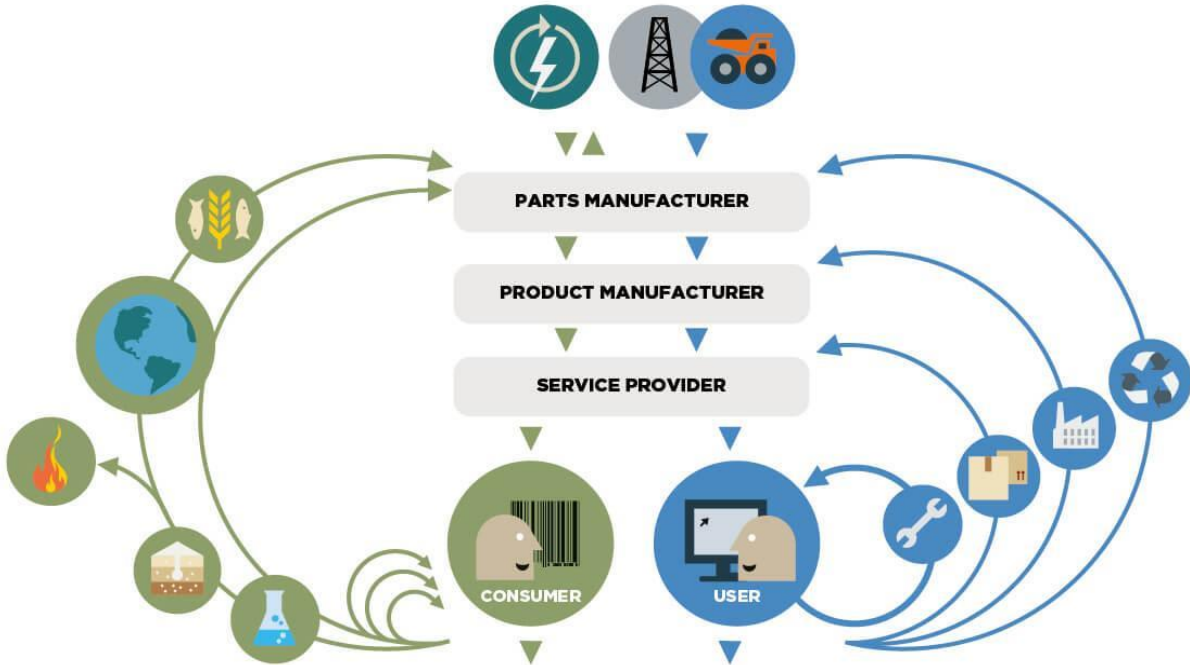 PARTS MANUFACTURER
PRODUCT MANUFACTURER
SERVICE PROVIDER
CONSUMER
USER